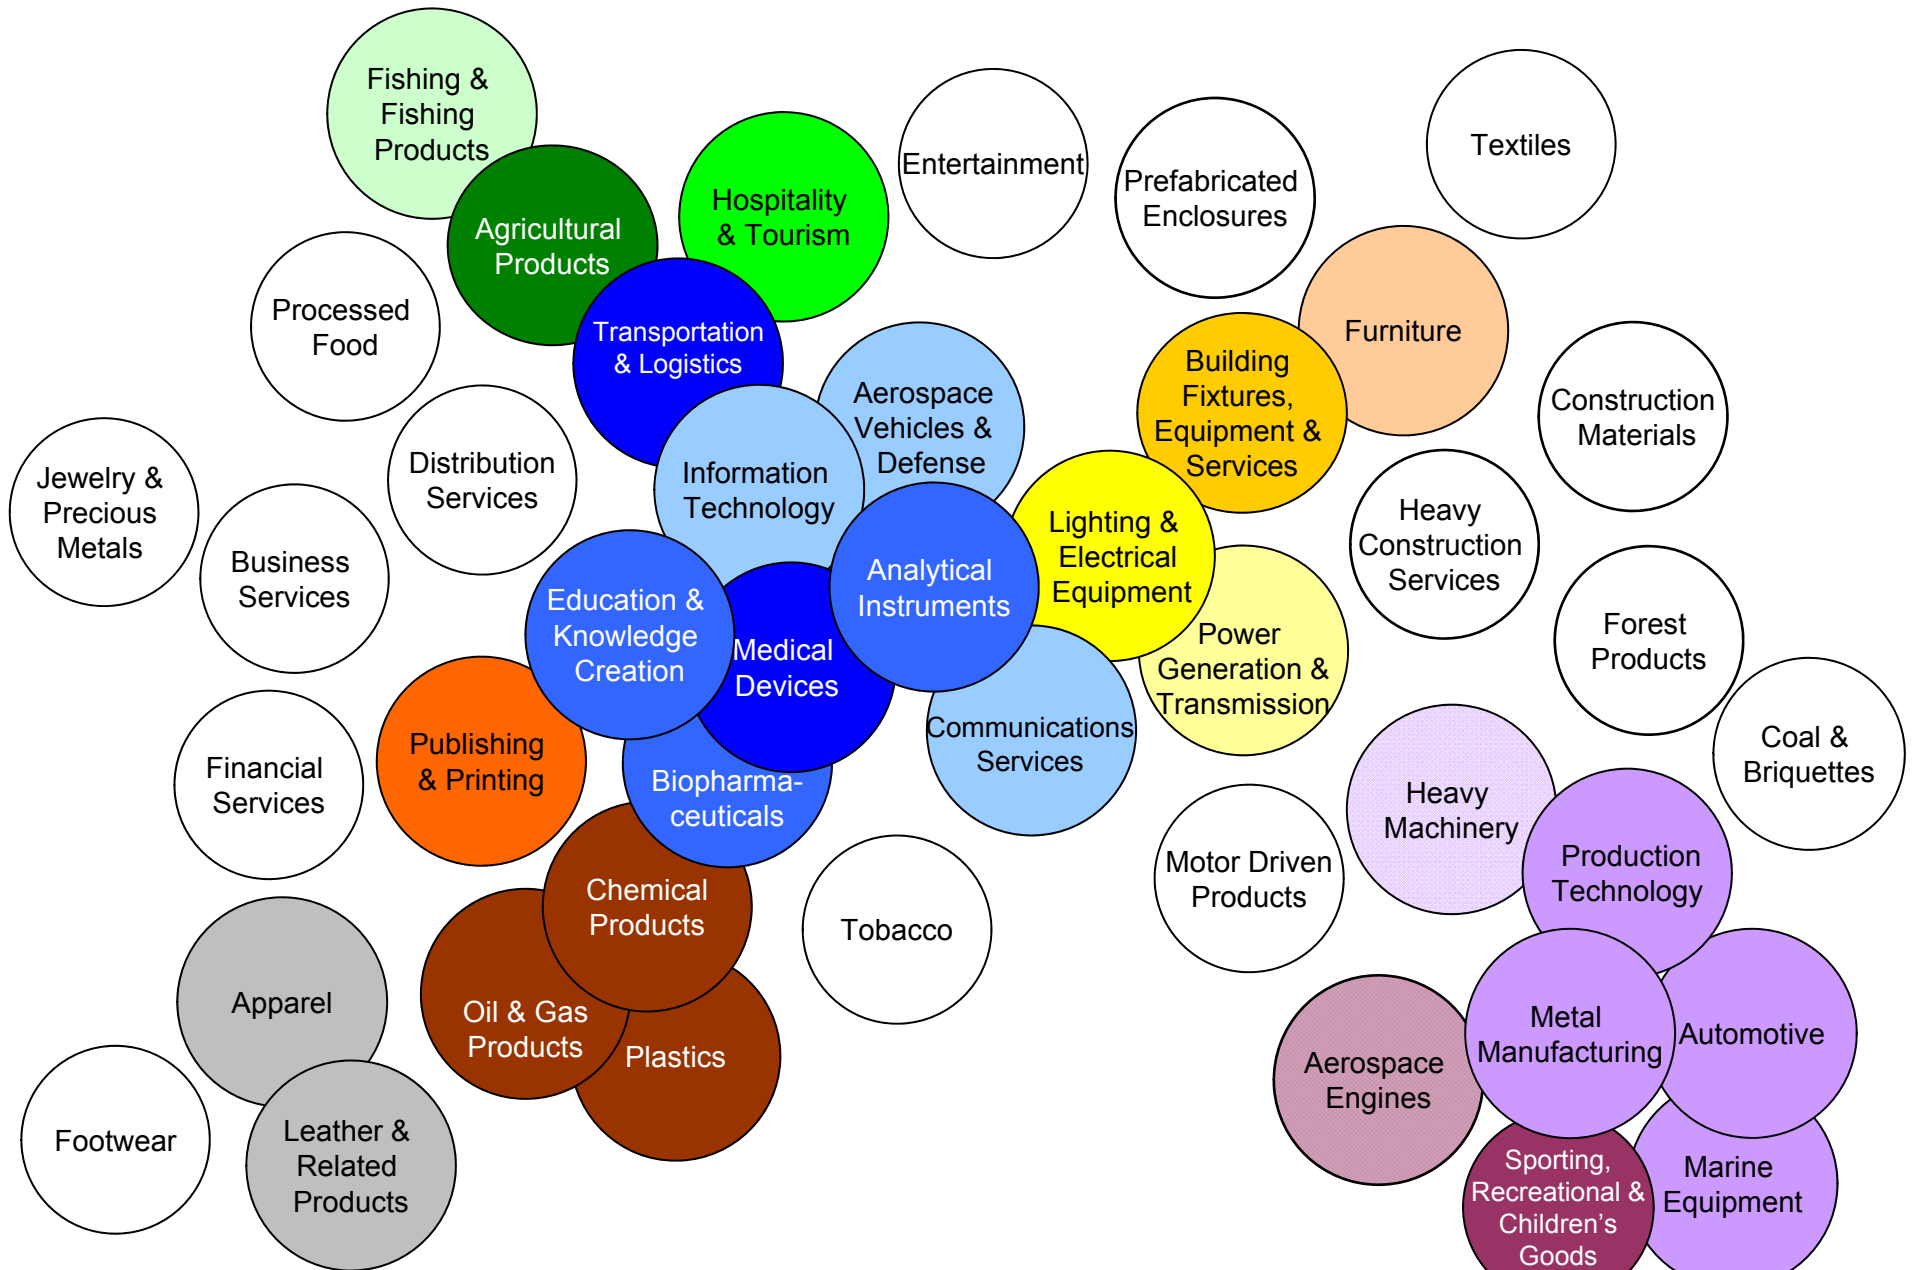 Fishing &
Fishing
Products
Agricultural
Products
Hospitality
& Tourism
Entertainment
Prefabricated
Enclosures
Textiles
Processed
Food
Transportation
& Logistics
Aerospace
Vehicles &
Defense
Building
Fixtures,
Equipment &
Services
Furniture
Construction
Materials
Jewelry &
Precious
Metals
Distribution
Services
Information
Technology
Business
Services
Education &
Knowledge
Creation
Medical
Devices
Analytical
Instruments
Lighting &
Electrical
Equipment
Heavy
Construction
Services
Forest
Products
Power
Generation &
Transmission
Communications
Services
Coal &
Briquettes
Financial
Services
Publishing
& Printing
Biopharma-
ceuticals
Heavy
Machinery
Motor Driven
Products
Production
Technology
Chemical
Products
Tobacco
Apparel
Oil & Gas
Products
Plastics
Aerospace
Engines
Metal
Manufacturing
Automotive
Footwear
Leather &
Related
Products
Sporting,
Recreational &
Children's
Goods
Marine
Equipment